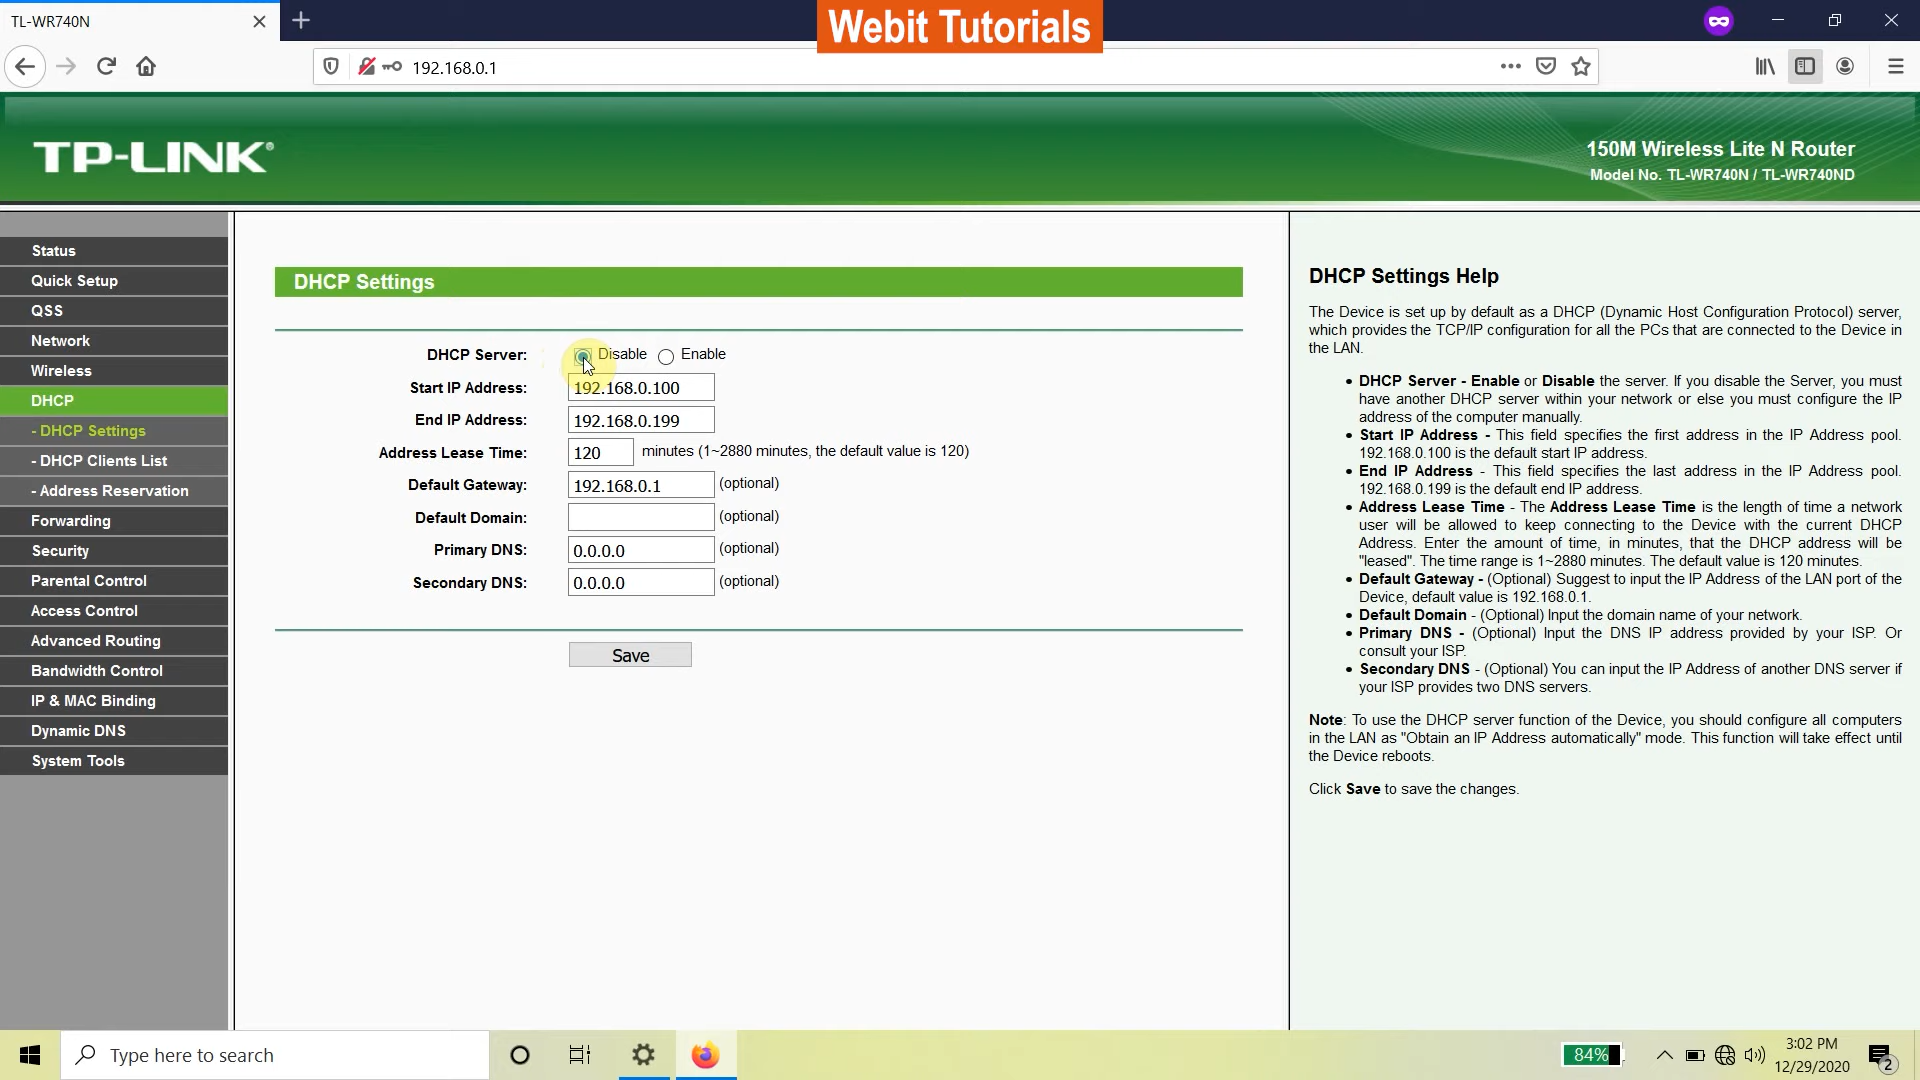 TL-WR740N
Webit Tutorials
192.168.0.1
TP-LINK®
150M Wireless Lite N Router
Model No. TL-WR740N / TL-WR740ND
Status
Quick Setup
QSS
Network
Wireless
DHCP
- DHCP Settings
- DHCP Clients List
- Address Reservation
Forwarding
Security
Parental Control
Access Control
Advanced Routing
Bandwidth Control
IP & MAC Binding
Dynamic DNS
System Tools
DHCP Settings
DHCP Server: Disable Enable
Start IP Address: 192.168.0.100
End IP Address: 192.168.0.199
Address Lease Time: 120 minutes (1~2880 minutes, the default value is 120)
Default Gateway: 192.168.0.1 (optional)
Default Domain: (optional)
Primary DNS: 0.0.0.0 (optional)
Secondary DNS: 0.0.0.0 (optional)
Save
DHCP Settings Help
The Device is set up by default as a DHCP (Dynamic Host Configuration Protocol) server,
which provides the TCP/IP configuration for all the PCs that are connected to the Device in
the LAN.
• DHCP Server - Enable or Disable the server. If you disable the Server, you must
have another DHCP server within your network or else you must configure the IP
address of the computer manually.
• Start IP Address - This field specifies the first address in the IP Address pool.
192.168.0.100 is the default start IP address.
• End IP Address - This field specifies the last address in the IP Address pool.
192.168.0.199 is the default end IP address.
• Address Lease Time - The Address Lease Time is the length of time a network
user will be allowed to keep connecting to the Device with the current DHCP
Address. Enter the amount of time, in minutes, that the DHCP address will be
"leased". The time range is 1~2880 minutes. The default value is 120 minutes.
• Default Gateway - (Optional) Suggest to input the IP Address of the LAN port of the
Device, default value is 192.168.0.1.
• Default Domain - (Optional) Input the domain name of your network.
• Primary DNS - (Optional) Input the DNS IP address provided by your ISP. Or
consult your ISP.
• Secondary DNS - (Optional) You can input the IP Address of another DNS server if
your ISP provides two DNS servers.
Note: To use the DHCP server function of the Device, you should configure all computers
in the LAN as "Obtain an IP Address automatically" mode. This function will take effect until
the Device reboots.
Click Save to save the changes.
Type here to search
84%
3:02 PM
12/29/2020
2